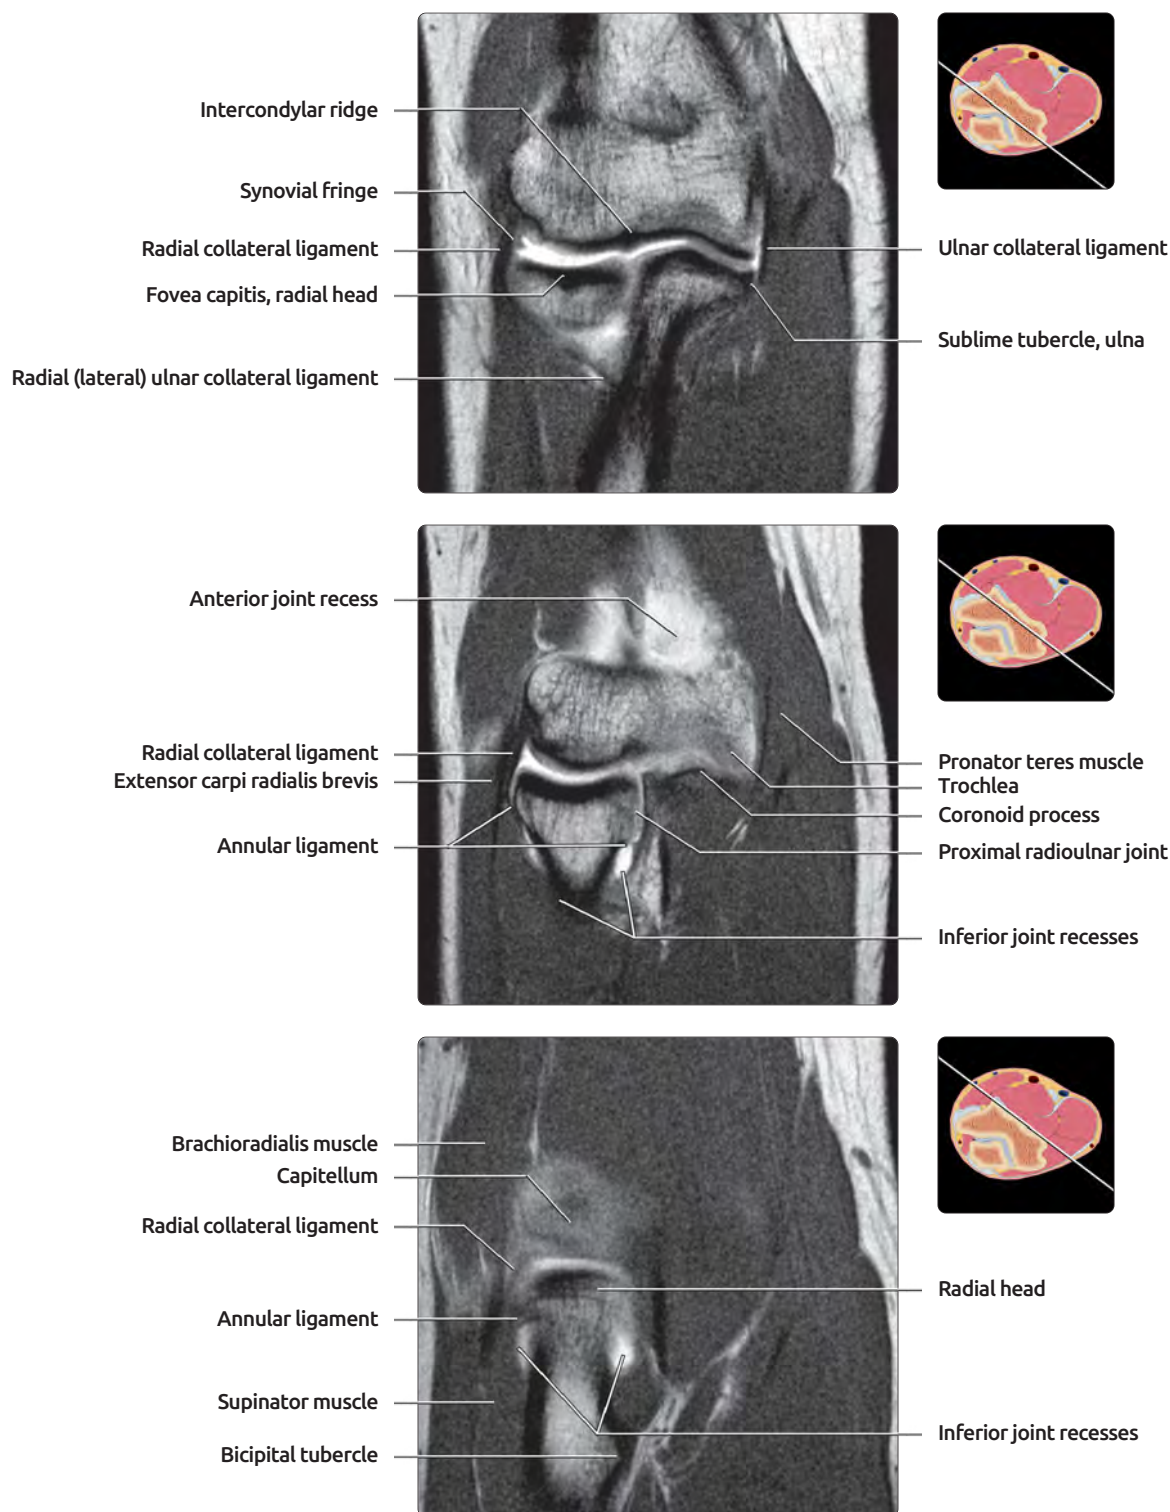 Intercondylar ridge
Synovial fringe
Radial collateral ligament
Fovea capitis, radial head
Radial (lateral) ulnar collateral ligament
Ulnar collateral ligament
Sublime tubercle, ulna
Anterior joint recess
Radial collateral ligament
Extensor carpi radialis brevis
Annular ligament
Pronator teres muscle
Trochlea
Coronoid process
Proximal radioulnar joint
Inferior joint recesses
Brachioradialis muscle
Capitellum
Radial collateral ligament
Annular ligament
Supinator muscle
Bicipital tubercle
Radial head
Inferior joint recesses